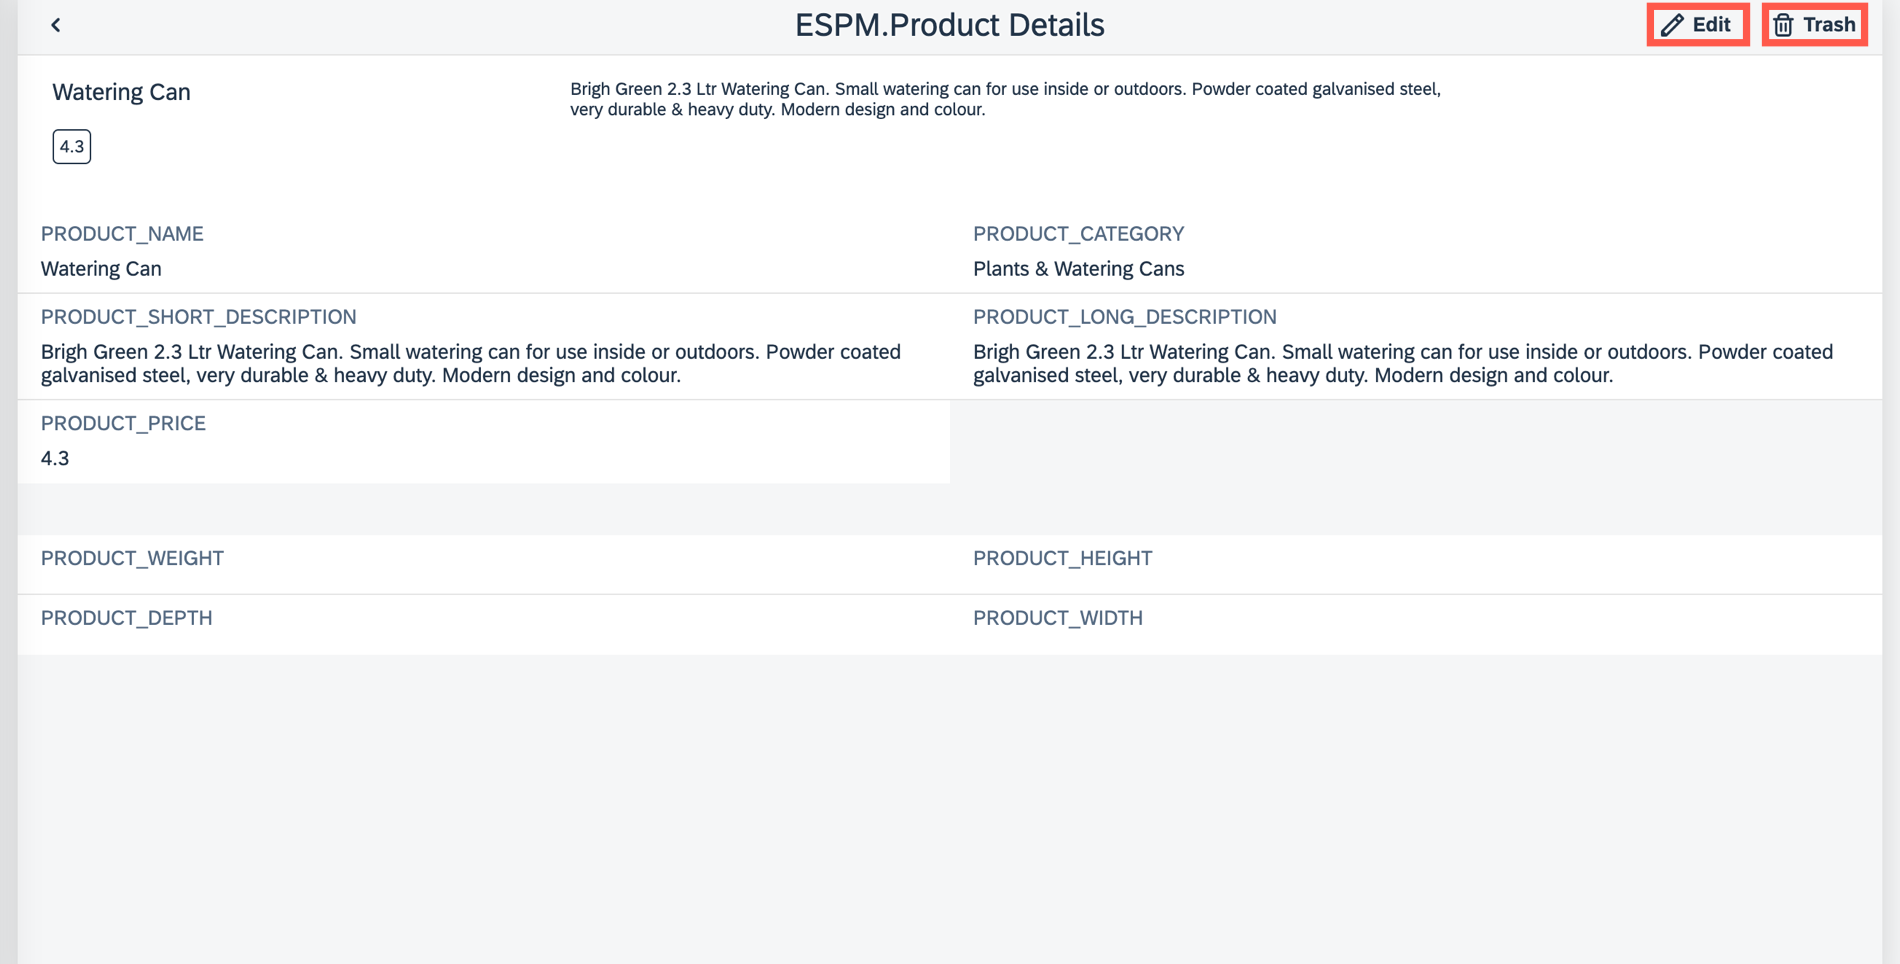 ESPM.Product Details
Edit
Trash
Watering Can
Brigh Green 2.3 Ltr Watering Can. Small watering can for use inside or outdoors. Powder coated galvanised steel,
very durable & heavy duty. Modern design and colour.
4.3
PRODUCT_NAME
Watering Can
PRODUCT_CATEGORY
Plants & Watering Cans
PRODUCT_SHORT_DESCRIPTION
Brigh Green 2.3 Ltr Watering Can. Small watering can for use inside or outdoors. Powder coated
galvanised steel, very durable & heavy duty. Modern design and colour.
PRODUCT_LONG_DESCRIPTION
Brigh Green 2.3 Ltr Watering Can. Small watering can for use inside or outdoors. Powder coated
galvanised steel, very durable & heavy duty. Modern design and colour.
PRODUCT_PRICE
4.3
PRODUCT_WEIGHT
PRODUCT_HEIGHT
PRODUCT_DEPTH
PRODUCT_WIDTH